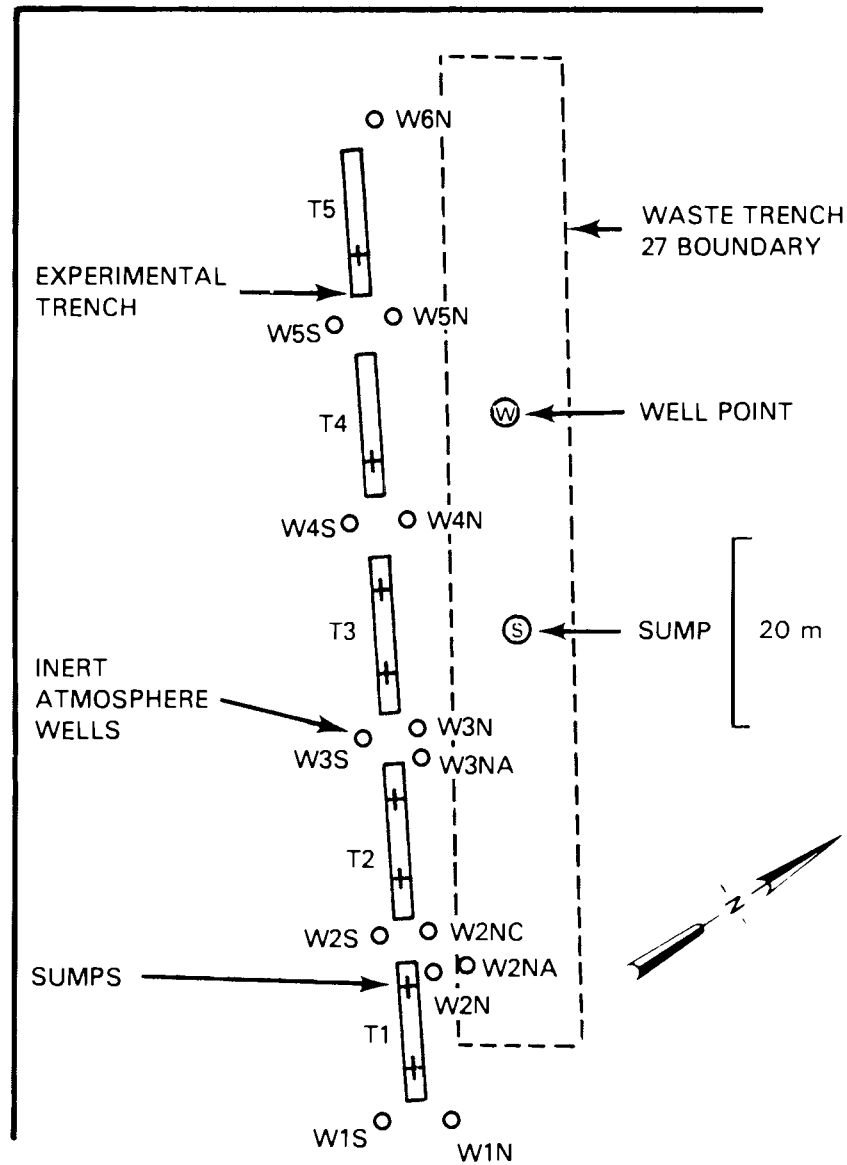 W6N
T5
WASTE TRENCH
27 BOUNDARY
EXPERIMENTAL
TRENCH
W5S
W5N
T4
W
WELL POINT
W4S
W4N
T3
S
SUMP
20 m
INERT
ATMOSPHERE
WELLS
W3N
W3S
W3NA
T2
N
W2S
W2NC
W2NA
SUMPS
W2N
T1
W1S
W1N